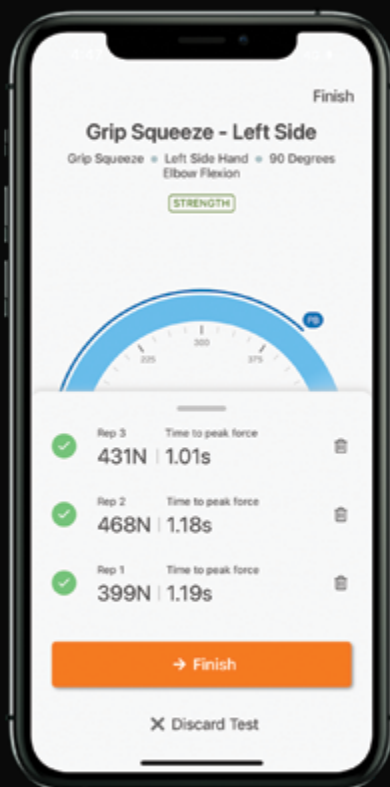 Finish
Grip Squeeze - Left Side
Grip Squeeze • Left Side Hand • 90 Degrees
Elbow Flexion
STRENGTH
PB
225 300 375
Rep 3 Time to peak force
431N | 1.01s
Rep 2 Time to peak force
468N | 1.18s
Rep 1 Time to peak force
399N | 1.19s
→ Finish
✕ Discard Test